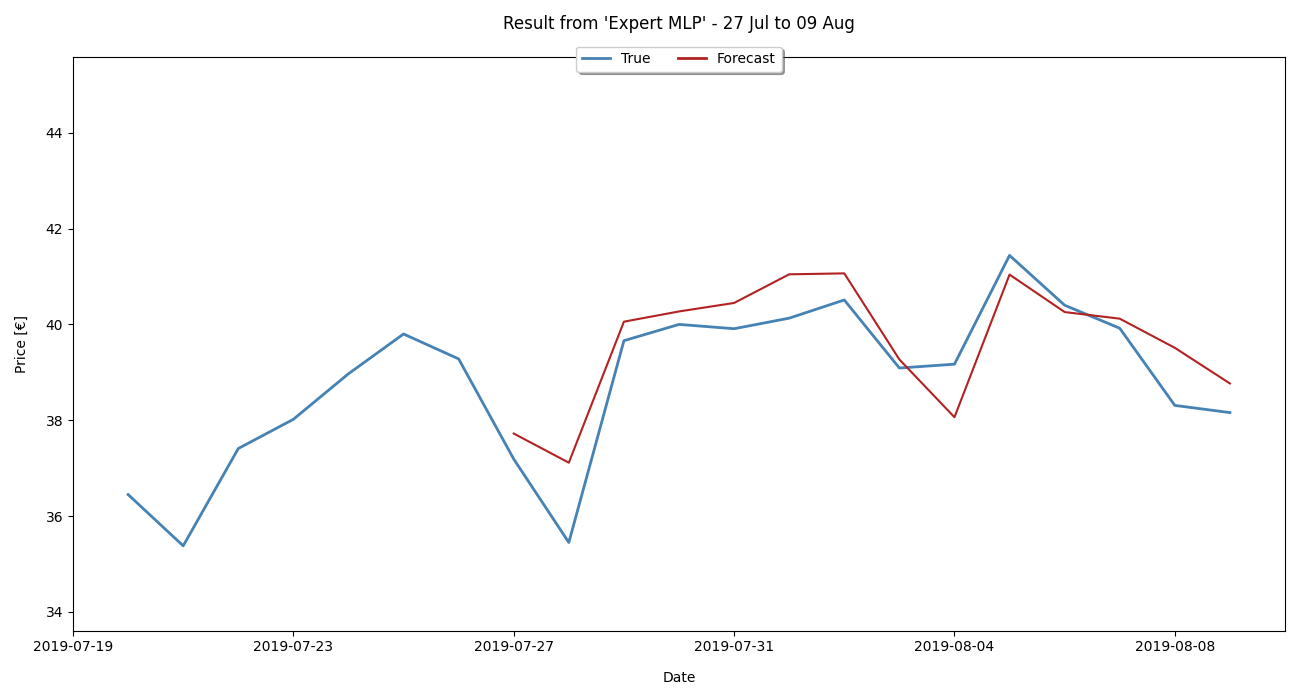 Result from 'Expert MLP' - 27 Jul to 09 Aug
True Forecast
44
42
40
38
36
34
Price [€]
2019-07-19 2019-07-23 2019-07-27 2019-07-31 2019-08-04 2019-08-08
Date